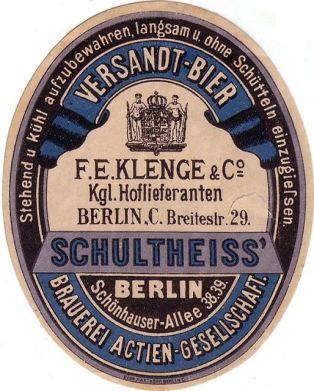 Stehend u. kühl aufzubewahren, langsam u. ohne Schütteln einzugießen.
VERSANDT-BIER
F.E.KLENGE & Co
Kgl. Hoflieferanten
BERLIN, C. Breitestr. 29.
SCHULTHEISS'
BERLIN
Schönhauser-Allee 38.39
BRAUEREI ACTIEN-GESELLSCHAFT.